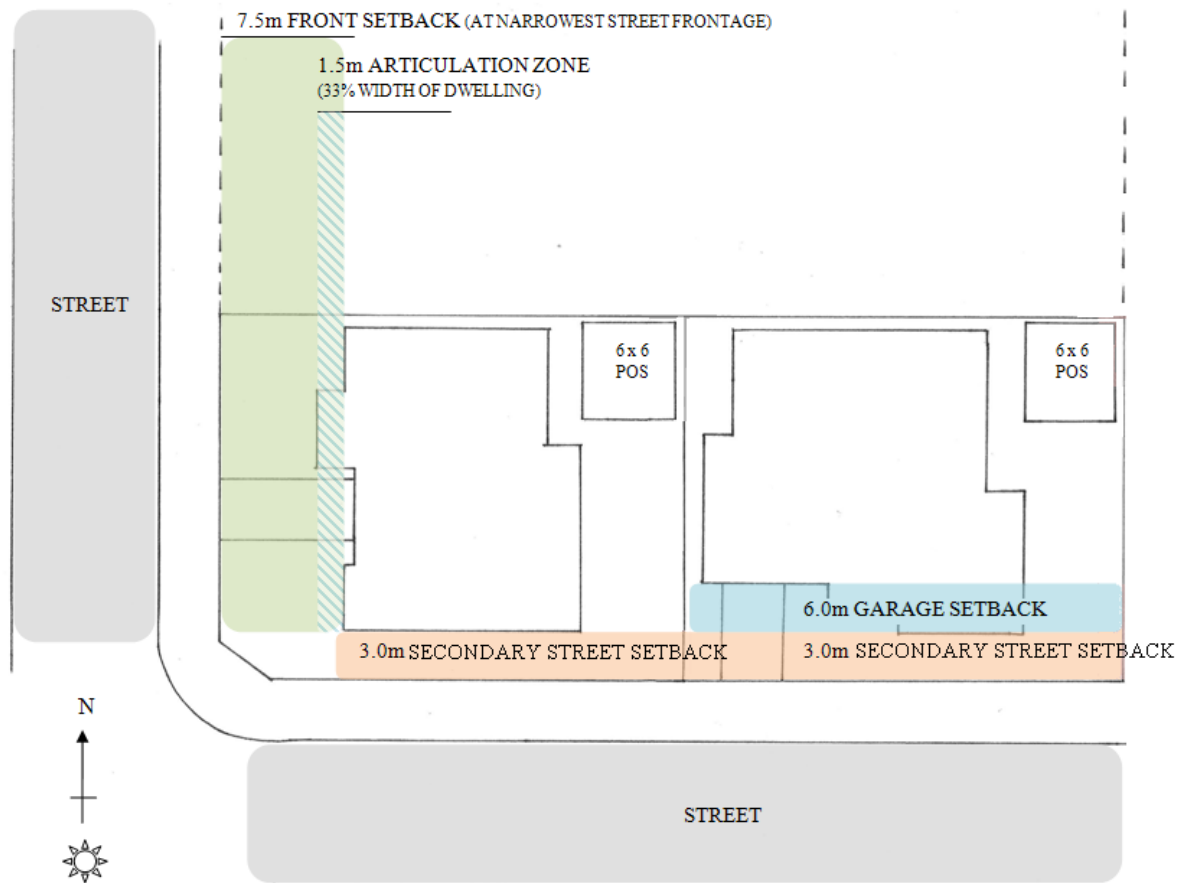 7.5m FRONT SETBACK (AT NARROWEST STREET FRONTAGE)
1.5m ARTICULATION ZONE
(33% WIDTH OF DWELLING)
STREET
6 x 6
POS
6 x 6
POS
6.0m GARAGE SETBACK
3.0m SECONDARY STREET SETBACK
3.0m SECONDARY STREET SETBACK
N
STREET